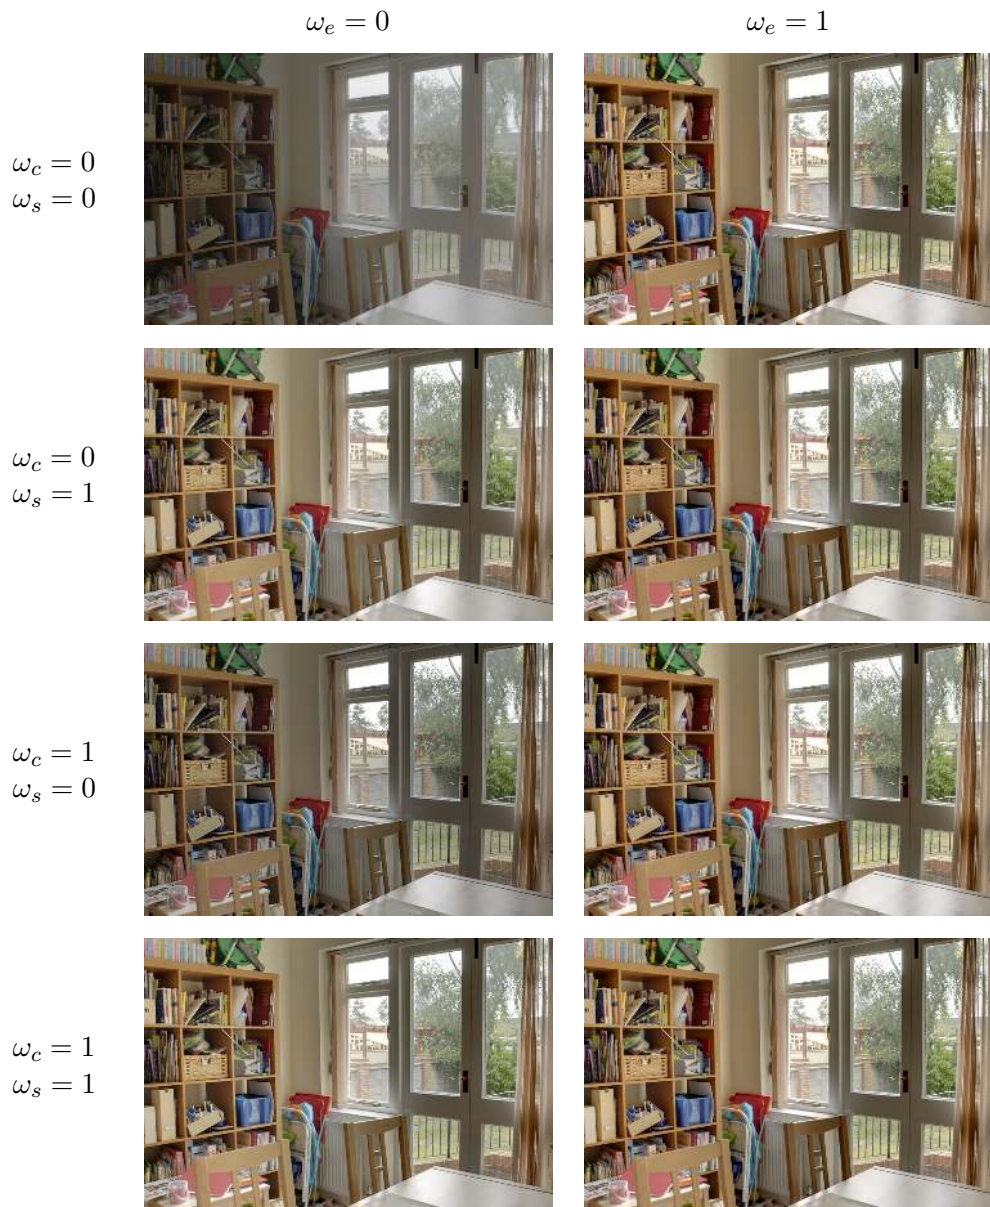 ω_e = 0 ω_e = 1
ω_c = 0
ω_s = 0
ω_c = 0
ω_s = 1
ω_c = 1
ω_s = 0
ω_c = 1
ω_s = 1